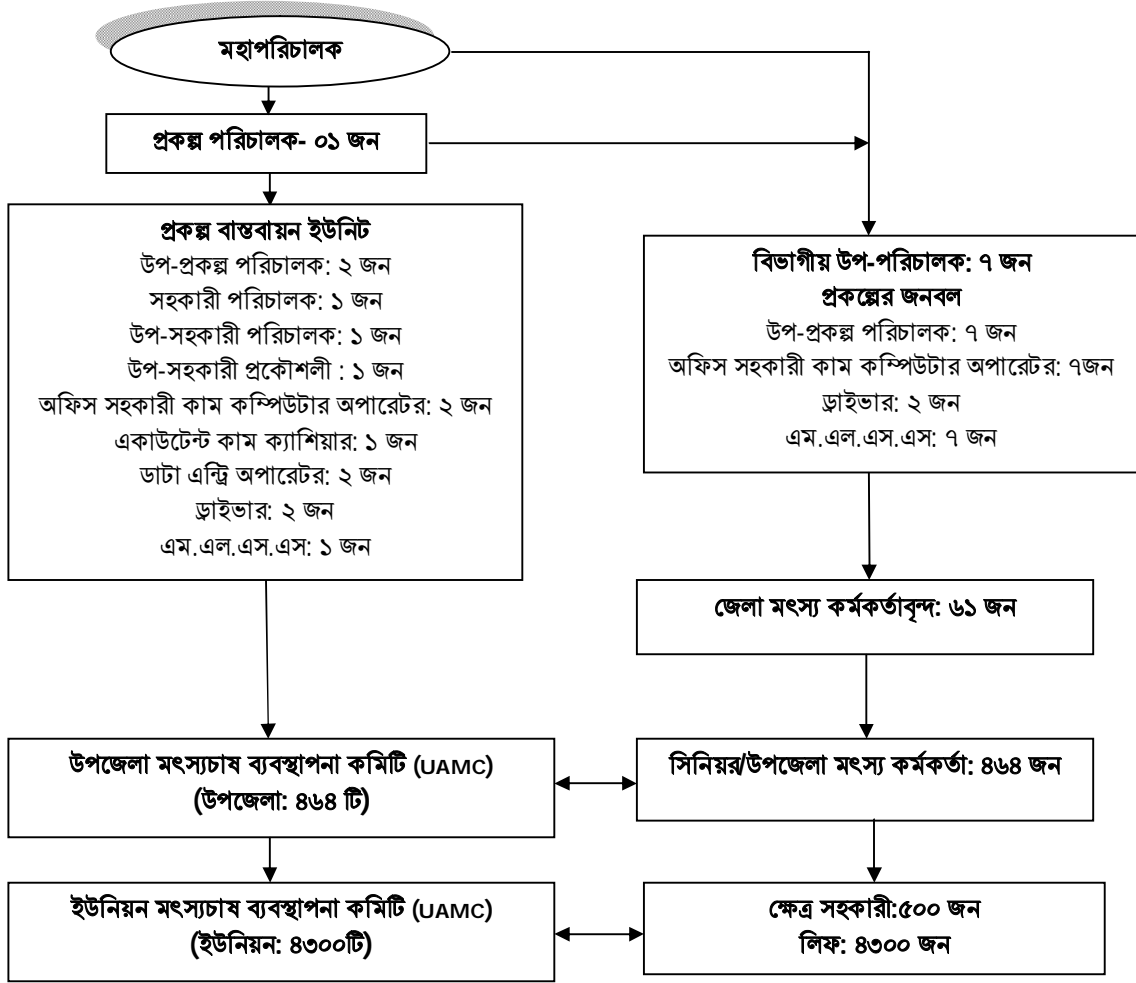 মহাপরিচালক
প্রকল্প পরিচালক- ০১ জন
প্রকল্প বাস্তবায়ন ইউনিট
উপ-প্রকল্প পরিচালক: ২ জন
সহকারী পরিচালক: ১ জন
উপ-সহকারী পরিচালক: ১ জন
উপ-সহকারী প্রকৌশলী : ১ জন
অফিস সহকারী কাম কম্পিউটার অপারেটর: ২ জন
একাউটেন্ট কাম ক্যাশিয়ার: ১ জন
ডাটা এন্ট্রি অপারেটর: ২ জন
ড্রাইভার: ২ জন
এম.এল.এস.এস: ১ জন
বিভাগীয় উপ-পরিচালক: ৭ জন
প্রকল্পের জনবল
উপ-প্রকল্প পরিচালক: ৭ জন
অফিস সহকারী কাম কম্পিউটার অপারেটর: ৭জন
ড্রাইভার: ২ জন
এম.এল.এস.এস: ৭ জন
জেলা মৎস্য কর্মকর্তাবৃন্দ: ৬১ জন
উপজেলা মৎস্যচাষ ব্যবস্থাপনা কমিটি (UAMC)
(উপজেলা: ৪৬৪ টি)
সিনিয়র/উপজেলা মৎস্য কর্মকর্তা: ৪৬৪ জন
ইউনিয়ন মৎস্যচাষ ব্যবস্থাপনা কমিটি (UAMC)
(ইউনিয়ন: ৪৩০০টি)
ক্ষেত্র সহকারী:৫০০ জন
লিফ: ৪৩০০ জন